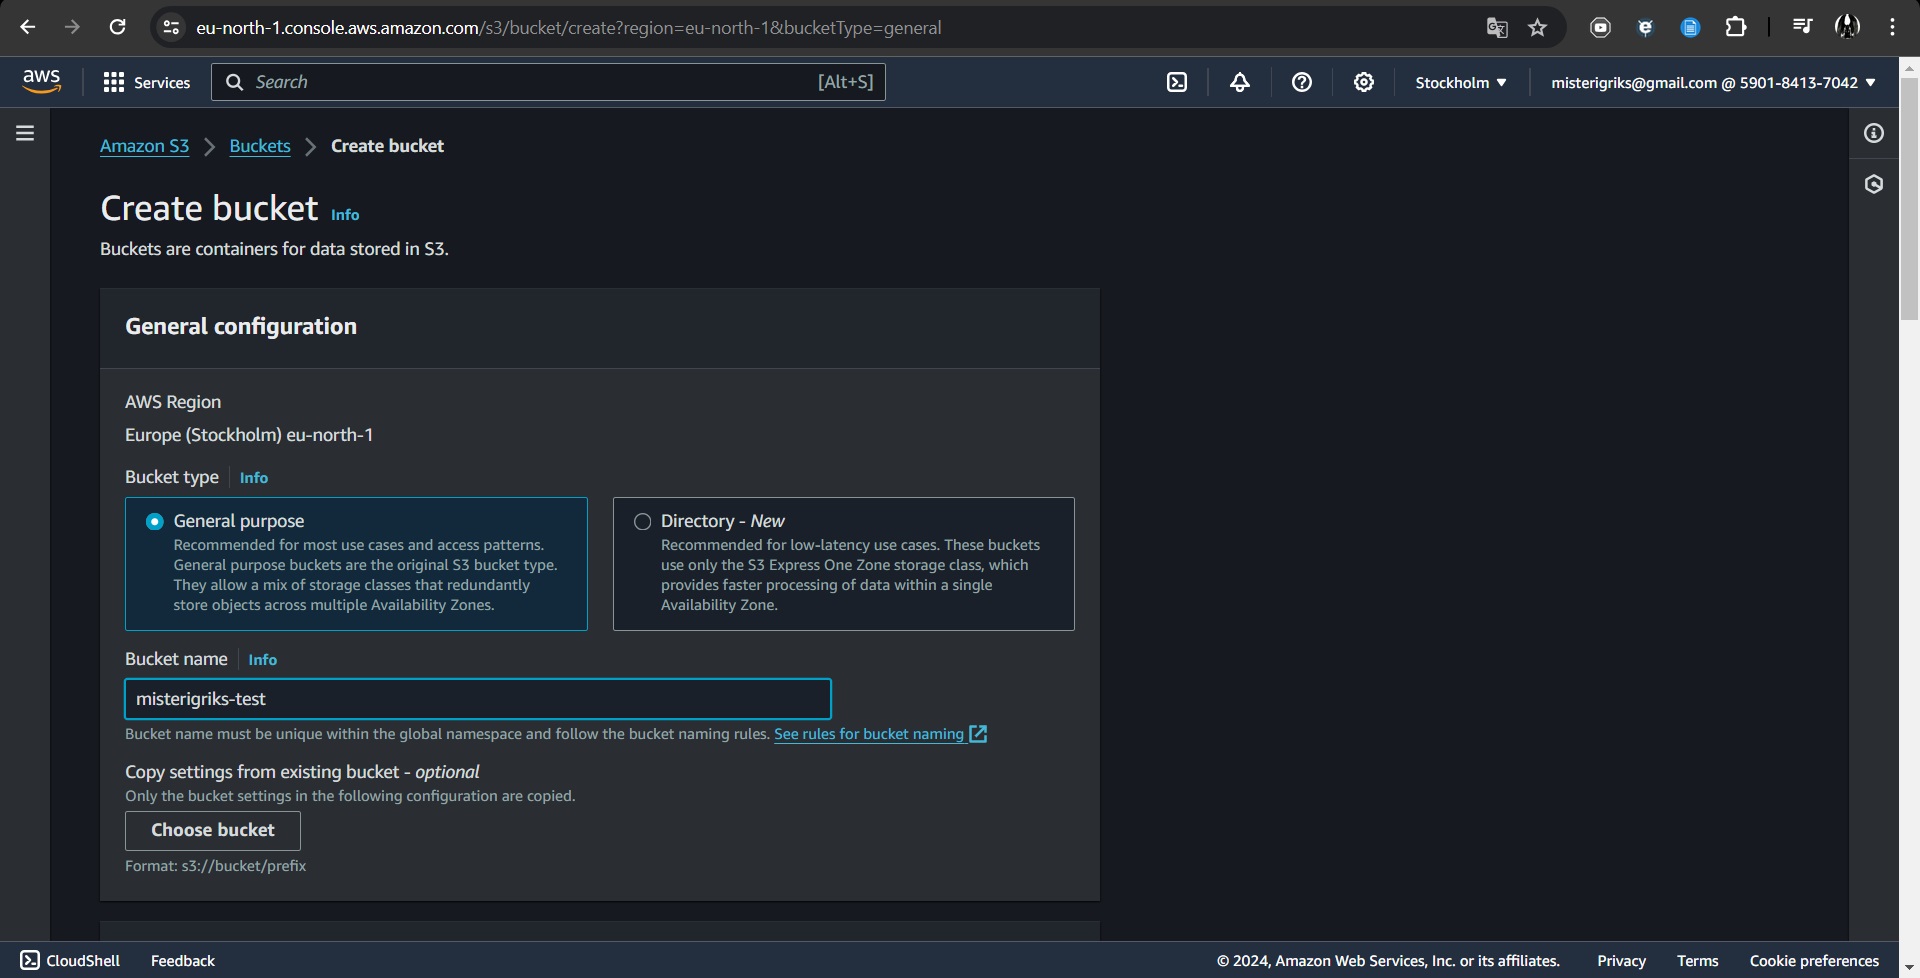 eu-north-1.console.aws.amazon.com/s3/bucket/create?region=eu-north-1&bucketType=general
aws
Services
Search
[Alt+S]
Stockholm
misterigriks@gmail.com @ 5901-8413-7042
Amazon S3
Buckets
Create bucket
Create bucket Info
Buckets are containers for data stored in S3.
General configuration
AWS Region
Europe (Stockholm) eu-north-1
Bucket type Info
General purpose
Recommended for most use cases and access patterns.
General purpose buckets are the original S3 bucket type.
They allow a mix of storage classes that redundantly
store objects across multiple Availability Zones.
Directory - New
Recommended for low-latency use cases. These buckets
use only the S3 Express One Zone storage class, which
provides faster processing of data within a single
Availability Zone.
Bucket name Info
misterigriks-test
Bucket name must be unique within the global namespace and follow the bucket naming rules. See rules for bucket naming
Copy settings from existing bucket - optional
Only the bucket settings in the following configuration are copied.
Choose bucket
Format: s3://bucket/prefix
CloudShell
Feedback
© 2024, Amazon Web Services, Inc. or its affiliates.
Privacy
Terms
Cookie preferences